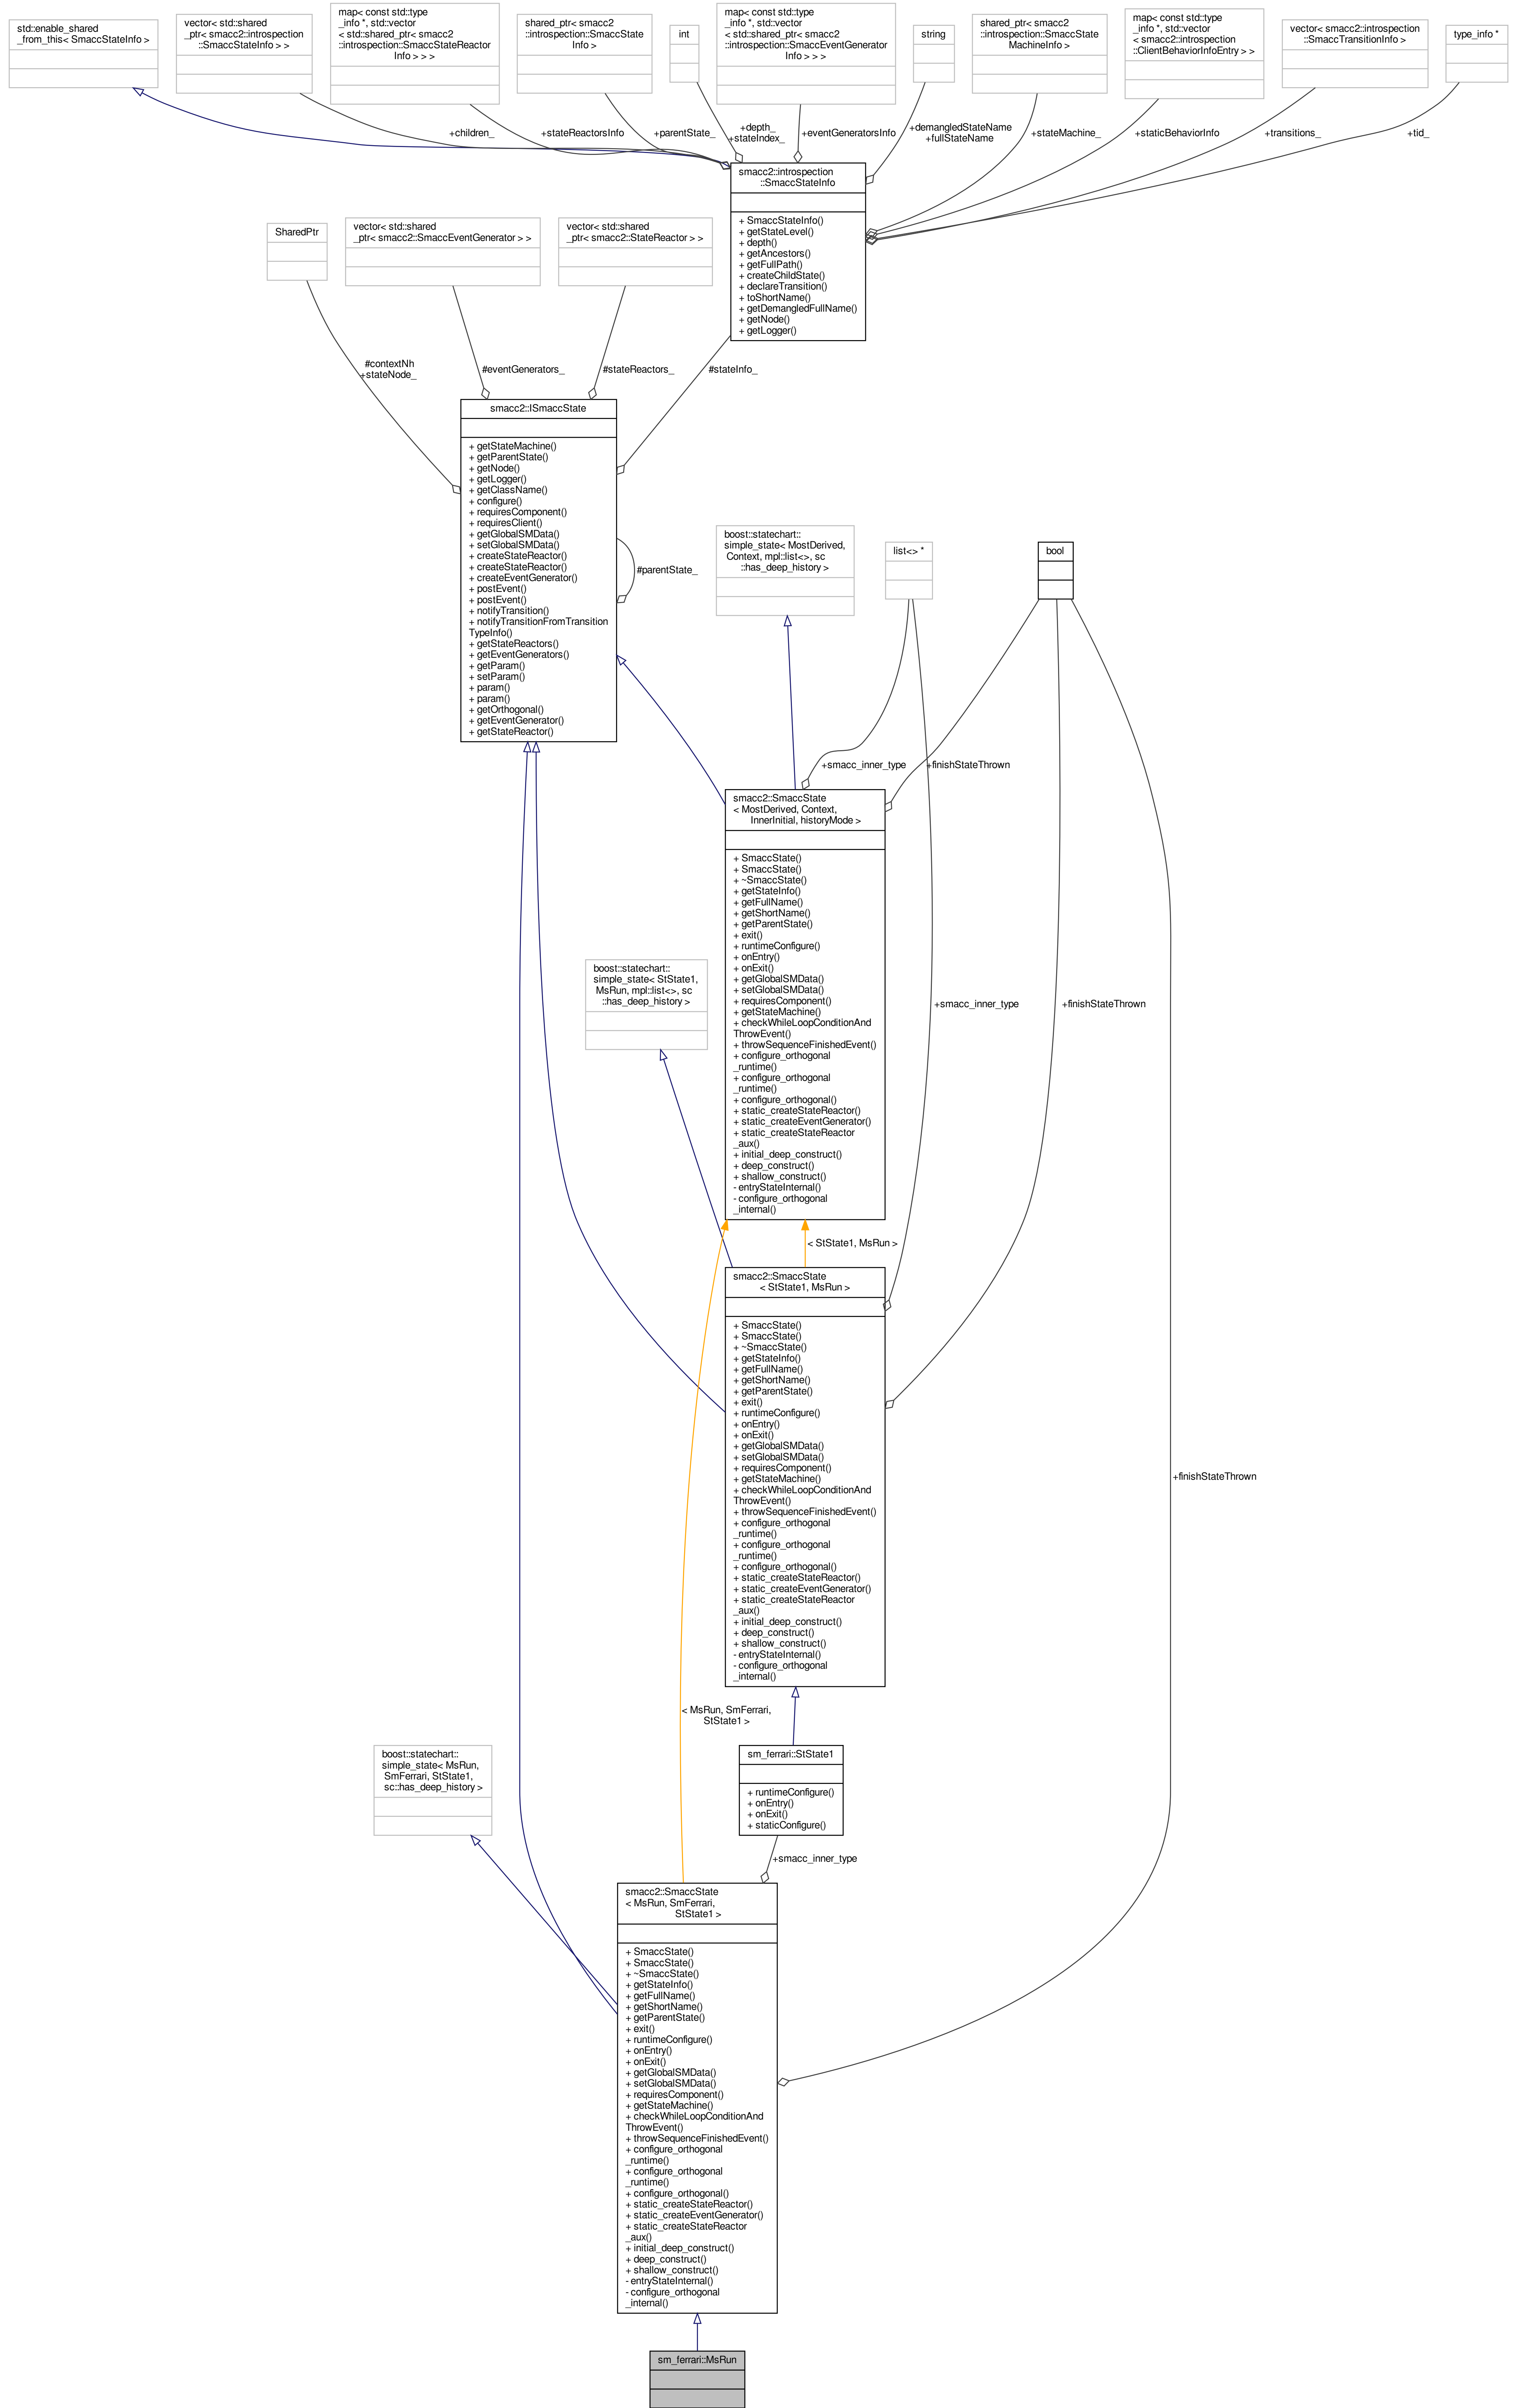 std::enable_shared
_from_this< SmaccStateInfo >
vector< std::shared
_ptr< smacc2::introspection
::SmaccStateInfo > >
map< const std::type
_info *, std::vector
< std::shared_ptr< smacc2
::introspection::SmaccStateReactor
Info > > >
shared_ptr< smacc2
::introspection::SmaccState
Info >
int
map< const std::type
_info *, std::vector
< std::shared_ptr< smacc2
::introspection::SmaccEventGenerator
Info > > >
string
shared_ptr< smacc2
::introspection::SmaccState
MachineInfo >
map< const std::type
_info *, std::vector
< smacc2::introspection
::ClientBehaviorInfoEntry > >
vector< smacc2::introspection
::SmaccTransitionInfo >
type_info *
+children_
+stateReactorsInfo
+parentState_
+depth_
+stateIndex_
+eventGeneratorsInfo
+demangledStateName
+fullStateName
+stateMachine_
+staticBehaviorInfo
+transitions_
+tid_
smacc2::introspection
::SmaccStateInfo
+ SmaccStateInfo()
+ getStateLevel()
+ depth()
+ getAncestors()
+ getFullPath()
+ createChildState()
+ declareTransition()
+ toShortName()
+ getDemangledFullName()
+ getNode()
+ getLogger()
SharedPtr
vector< std::shared
_ptr< smacc2::SmaccEventGenerator > >
vector< std::shared
_ptr< smacc2::StateReactor > >
#contextNh
+stateNode_
#eventGenerators_
#stateReactors_
#stateInfo_
smacc2::ISmaccState
+ getStateMachine()
+ getParentState()
+ getNode()
+ getLogger()
+ getClassName()
+ configure()
+ requiresComponent()
+ requiresClient()
+ getGlobalSMData()
+ setGlobalSMData()
+ createStateReactor()
+ createStateReactor()
+ createEventGenerator()
+ postEvent()
+ postEvent()
+ notifyTransition()
+ notifyTransitionFromTransition
TypeInfo()
+ getStateReactors()
+ getEventGenerators()
+ getParam()
+ setParam()
+ param()
+ param()
+ getOrthogonal()
+ getEventGenerator()
+ getStateReactor()
#parentState_
boost::statechart::
simple_state< MostDerived,
Context, mpl::list<>, sc
::has_deep_history >
list<> *
bool
+smacc_inner_type
+finishStateThrown
smacc2::SmaccState
< MostDerived, Context,
InnerInitial, historyMode >
+ SmaccState()
+ SmaccState()
+ ~SmaccState()
+ getStateInfo()
+ getFullName()
+ getShortName()
+ getParentState()
+ exit()
+ runtimeConfigure()
+ onEntry()
+ onExit()
+ getGlobalSMData()
+ setGlobalSMData()
+ requiresComponent()
+ getStateMachine()
+ checkWhileLoopConditionAnd
ThrowEvent()
+ throwSequenceFinishedEvent()
+ configure_orthogonal
_runtime()
+ configure_orthogonal
_runtime()
+ configure_orthogonal()
+ static_createStateReactor()
+ static_createEventGenerator()
+ static_createStateReactor
_aux()
+ initial_deep_construct()
+ deep_construct()
+ shallow_construct()
- entryStateInternal()
- configure_orthogonal
_internal()
boost::statechart::
simple_state< StState1,
MsRun, mpl::list<>, sc
::has_deep_history >
+smacc_inner_type
+finishStateThrown
< StState1, MsRun >
smacc2::SmaccState
< StState1, MsRun >
+ SmaccState()
+ SmaccState()
+ ~SmaccState()
+ getStateInfo()
+ getFullName()
+ getShortName()
+ getParentState()
+ exit()
+ runtimeConfigure()
+ onEntry()
+ onExit()
+ getGlobalSMData()
+ setGlobalSMData()
+ requiresComponent()
+ getStateMachine()
+ checkWhileLoopConditionAnd
ThrowEvent()
+ throwSequenceFinishedEvent()
+ configure_orthogonal
_runtime()
+ configure_orthogonal
_runtime()
+ configure_orthogonal()
+ static_createStateReactor()
+ static_createEventGenerator()
+ static_createStateReactor
_aux()
+ initial_deep_construct()
+ deep_construct()
+ shallow_construct()
- entryStateInternal()
- configure_orthogonal
_internal()
+finishStateThrown
< MsRun, SmFerrari,
StState1 >
boost::statechart::
simple_state< MsRun,
SmFerrari, StState1,
sc::has_deep_history >
sm_ferrari::StState1
+ runtimeConfigure()
+ onEntry()
+ onExit()
+ staticConfigure()
+smacc_inner_type
smacc2::SmaccState
< MsRun, SmFerrari,
StState1 >
+ SmaccState()
+ SmaccState()
+ ~SmaccState()
+ getStateInfo()
+ getFullName()
+ getShortName()
+ getParentState()
+ exit()
+ runtimeConfigure()
+ onEntry()
+ onExit()
+ getGlobalSMData()
+ setGlobalSMData()
+ requiresComponent()
+ getStateMachine()
+ checkWhileLoopConditionAnd
ThrowEvent()
+ throwSequenceFinishedEvent()
+ configure_orthogonal
_runtime()
+ configure_orthogonal
_runtime()
+ configure_orthogonal()
+ static_createStateReactor()
+ static_createEventGenerator()
+ static_createStateReactor
_aux()
+ initial_deep_construct()
+ deep_construct()
+ shallow_construct()
- entryStateInternal()
- configure_orthogonal
_internal()
sm_ferrari::MsRun